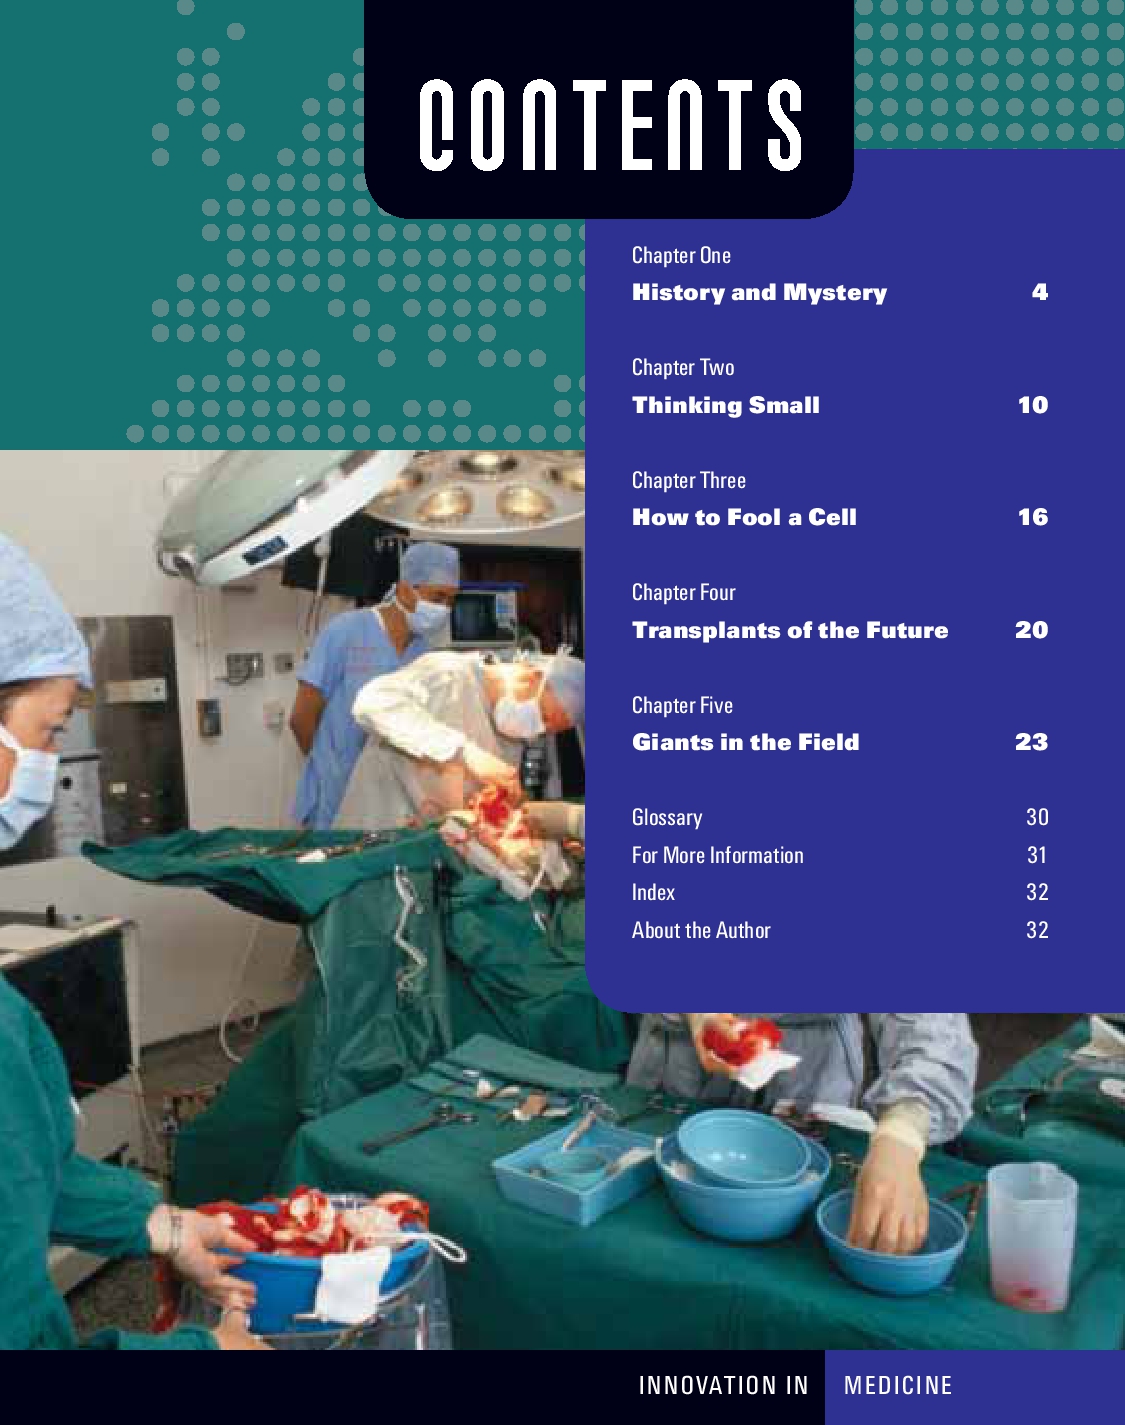 CONTENTS
Chapter One
History and Mystery 4
Chapter Two
Thinking Small 10
Chapter Three
How to Fool a Cell 16
Chapter Four
Transplants of the Future 20
Chapter Five
Giants in the Field 23
Glossary 30
For More Information 31
Index 32
About the Author 32
INNOVATION IN MEDICINE